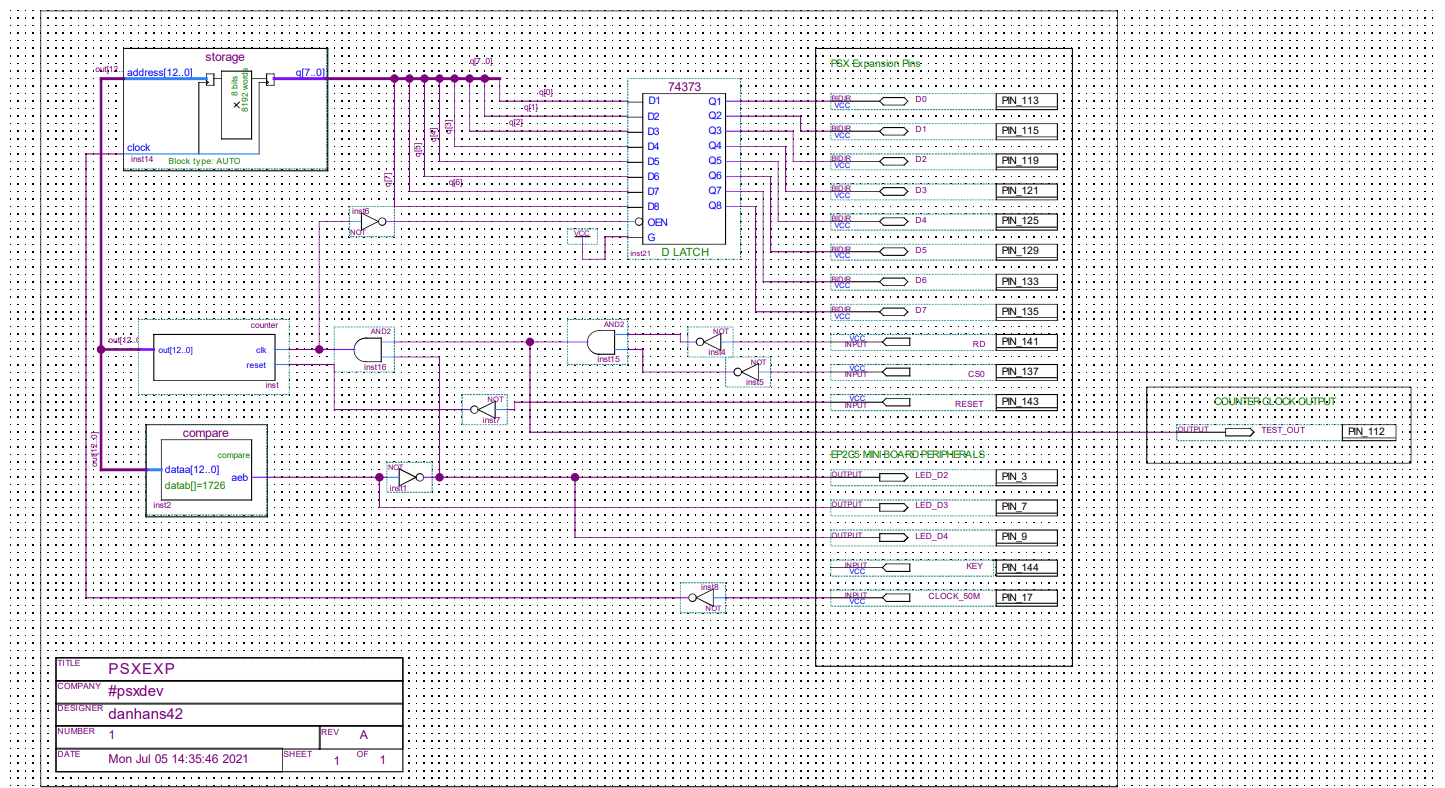 storage
out[12
address[12..0]
q[7..0]
8 bits
8192 words
clock
inst14
Block type: AUTO
q[7..0]
q[0]
q[1]
q[2]
q[3]
q[4]
q[5]
q[6]
q[7]
74373
D1 Q1
D2 Q2
D3 Q3
D4 Q4
D5 Q5
D6 Q6
D7 Q7
D8 Q8
OEN
G
inst21
D LATCH
VCC
inst6
NOT
PSX Expansion Pins
BIDIR VCC D0 PIN_113
BIDIR VCC D1 PIN_115
BIDIR VCC D2 PIN_119
BIDIR VCC D3 PIN_121
BIDIR VCC D4 PIN_125
BIDIR VCC D5 PIN_129
BIDIR VCC D6 PIN_133
BIDIR VCC D7 PIN_135
VCC INPUT RD PIN_141
VCC INPUT CS0 PIN_137
VCC INPUT RESET PIN_143
counter
out[12..0]
out[12..0]
clk
reset
inst
AND2
inst16
AND2
inst15
NOT
inst4
NOT
inst5
NOT
inst7
COUNTER CLOCK OUTPUT
OUTPUT TEST_OUT PIN_112
out[12..0]
compare
compare
dataa[12..0]
aeb
datab[]=1726
inst2
NOT
inst1
EP2C5 MINI BOARD PERIPHERALS
OUTPUT LED_D2 PIN_3
OUTPUT LED_D3 PIN_7
OUTPUT LED_D4 PIN_9
INPUT VCC KEY PIN_144
INPUT VCC CLOCK_50M PIN_17
inst8
NOT
TITLE PSXEXP
COMPANY #psxdev
DESIGNER danhans42
NUMBER 1 REV A
DATE Mon Jul 05 14:35:46 2021 SHEET 1 OF 1